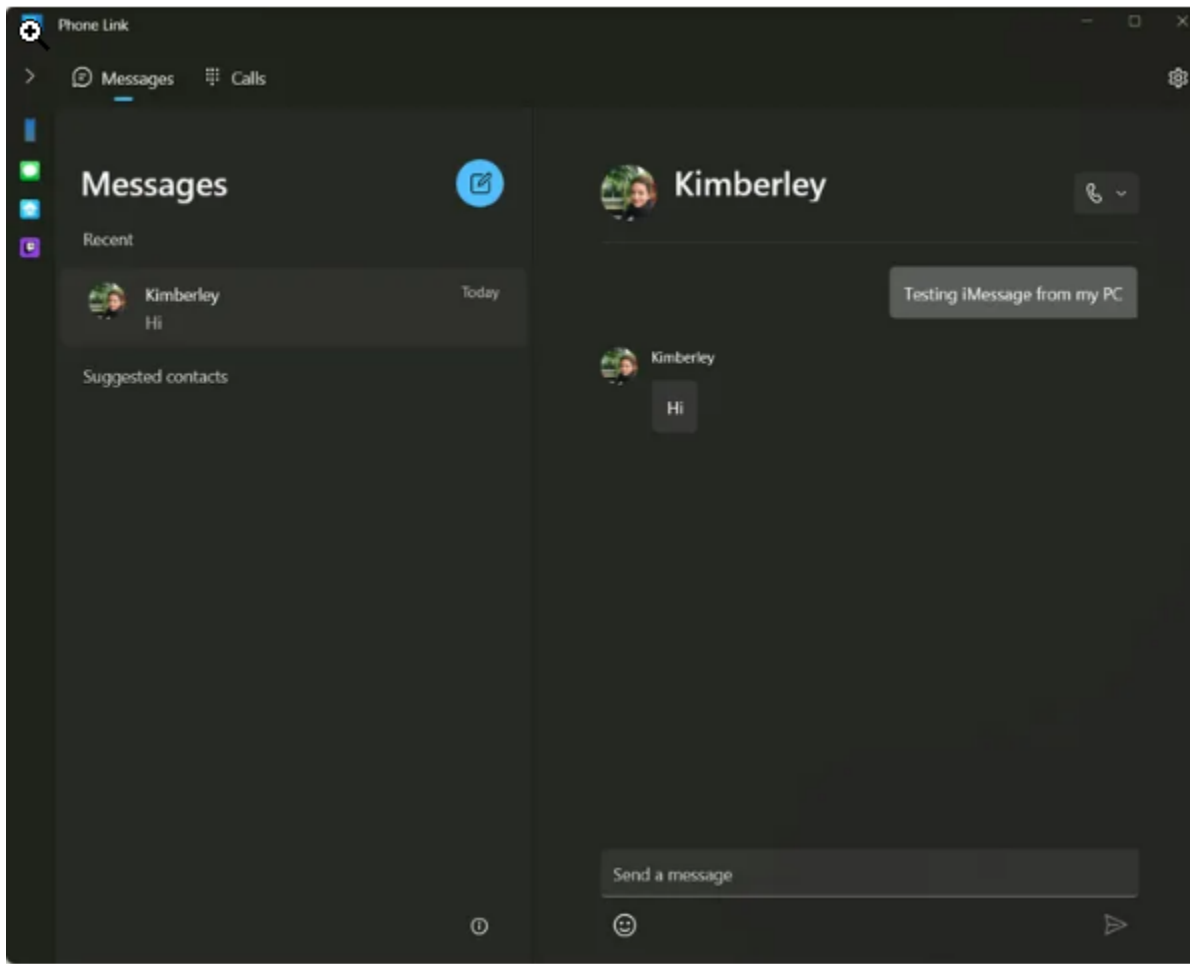 Phone Link
Messages Calls
Messages
Recent
Kimberley Today
Hi
Suggested contacts
Kimberley
Testing iMessage from my PC
Kimberley
Hi
Send a message